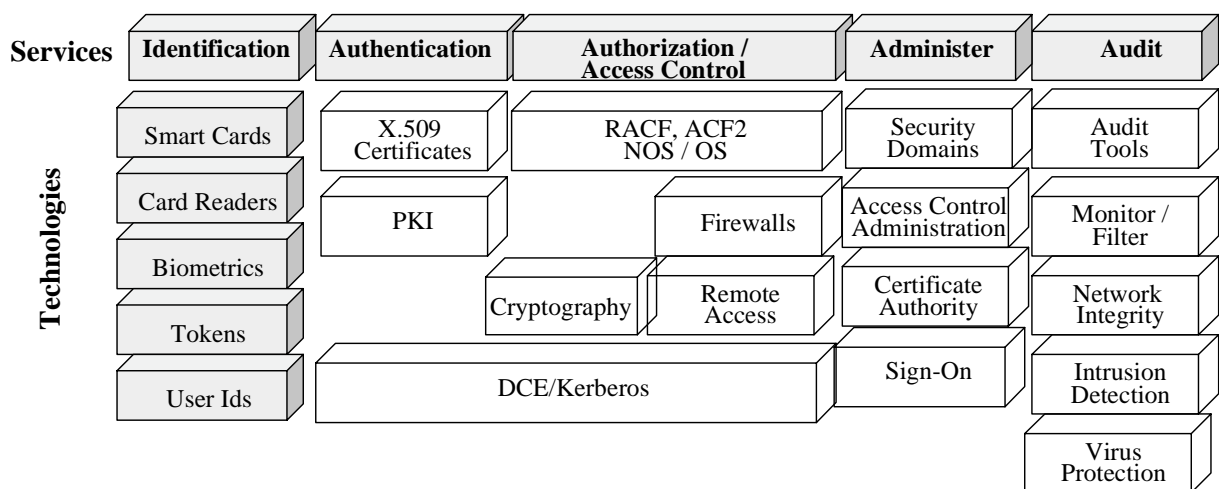 Services
Identification
Authentication
Authorization /
Access Control
Administer
Audit
Technologies
Smart Cards
Card Readers
Biometrics
Tokens
User Ids
X.509
Certificates
PKI
RACF, ACF2
NOS / OS
Firewalls
Cryptography
Remote
Access
DCE/Kerberos
Security
Domains
Access Control
Administration
Certificate
Authority
Sign-On
Audit
Tools
Monitor /
Filter
Network
Integrity
Intrusion
Detection
Virus
Protection